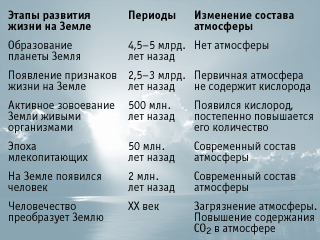 Этапы развития Периоды Изменение состава
жизни на Земле атмосферы
Образование 4,5–5 млрд. Нет атмосферы
планеты Земля лет назад
Появление признаков 2,5–3 млрд. Первичная атмосфера
жизни на Земле лет назад не содержит кислорода
Активное зовоевание 500 млн. Появился кислород,
Земли живыми лет назад постепенно повышается
организмами его количество
Эпоха 50 млн. Современный состав
млекопитающих лет назад атмосферы
На Земле появился 2 млн. Современный состав
человек лет назад атмосферы
Человечество XX век Загрязнение атмосферы.
преобразует Землю Повышение содержания
CO₂ в атмосфере